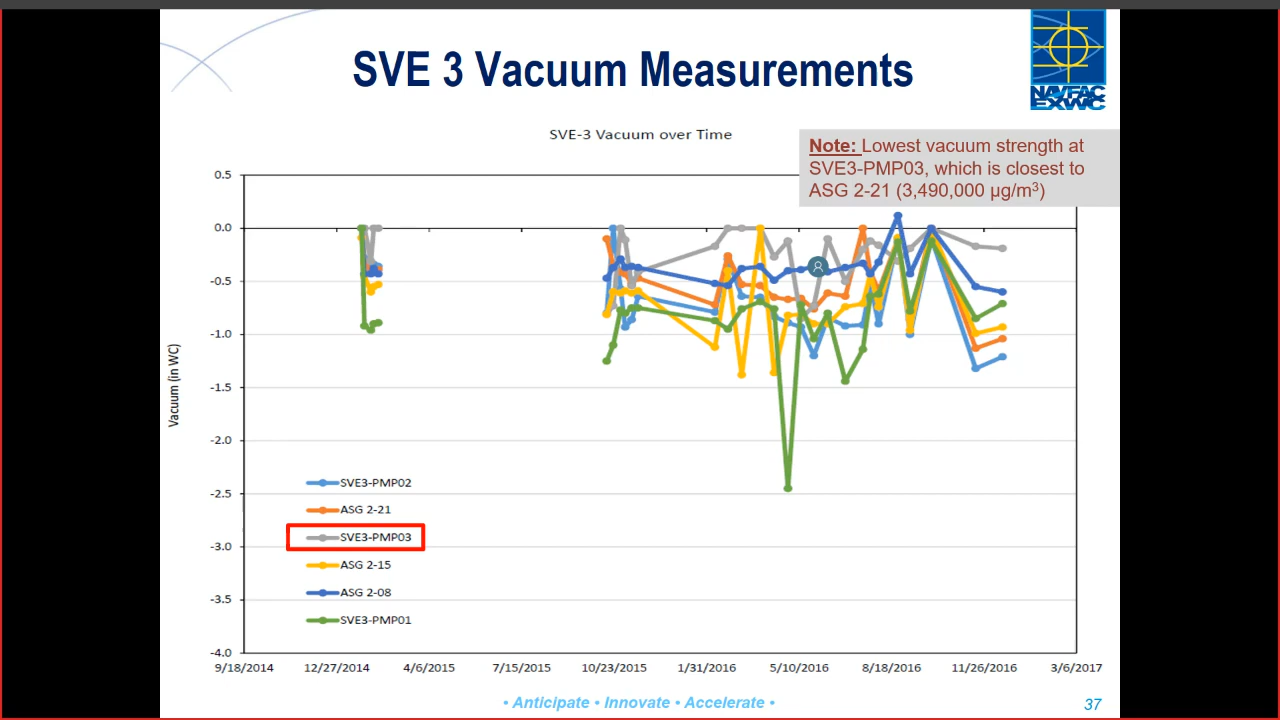 SVE 3 Vacuum Measurements
NAVFAC
EXWC
SVE-3 Vacuum over Time
Note: Lowest vacuum strength at
SVE3-PMP03, which is closest to
ASG 2-21 (3,490,000 µg/m³)
0.5
0.0
-0.5
-1.0
-1.5
-2.0
-2.5
-3.0
-3.5
-4.0
Vacuum (in WC)
SVE3-PMP02
ASG 2-21
SVE3-PMP03
ASG 2-15
ASG 2-08
SVE3-PMP01
9/18/2014 12/27/2014 4/6/2015 7/15/2015 10/23/2015 1/31/2016 5/10/2016 8/18/2016 11/26/2016 3/6/2017
• Anticipate • Innovate • Accelerate •
37